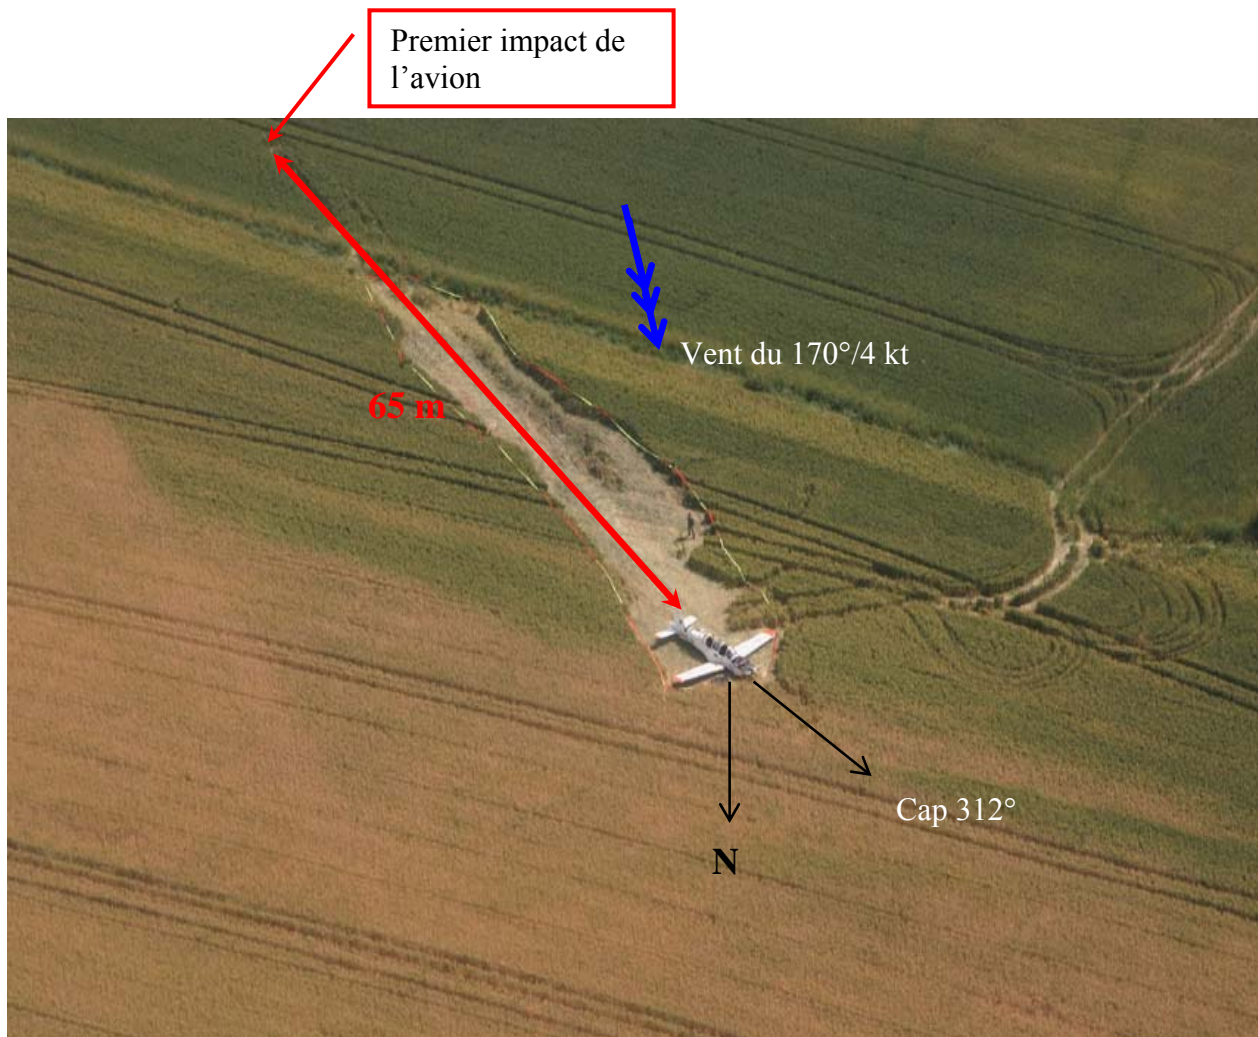 Premier impact de
l’avion
Vent du 170°/4 kt
65 m
Cap 312°
N